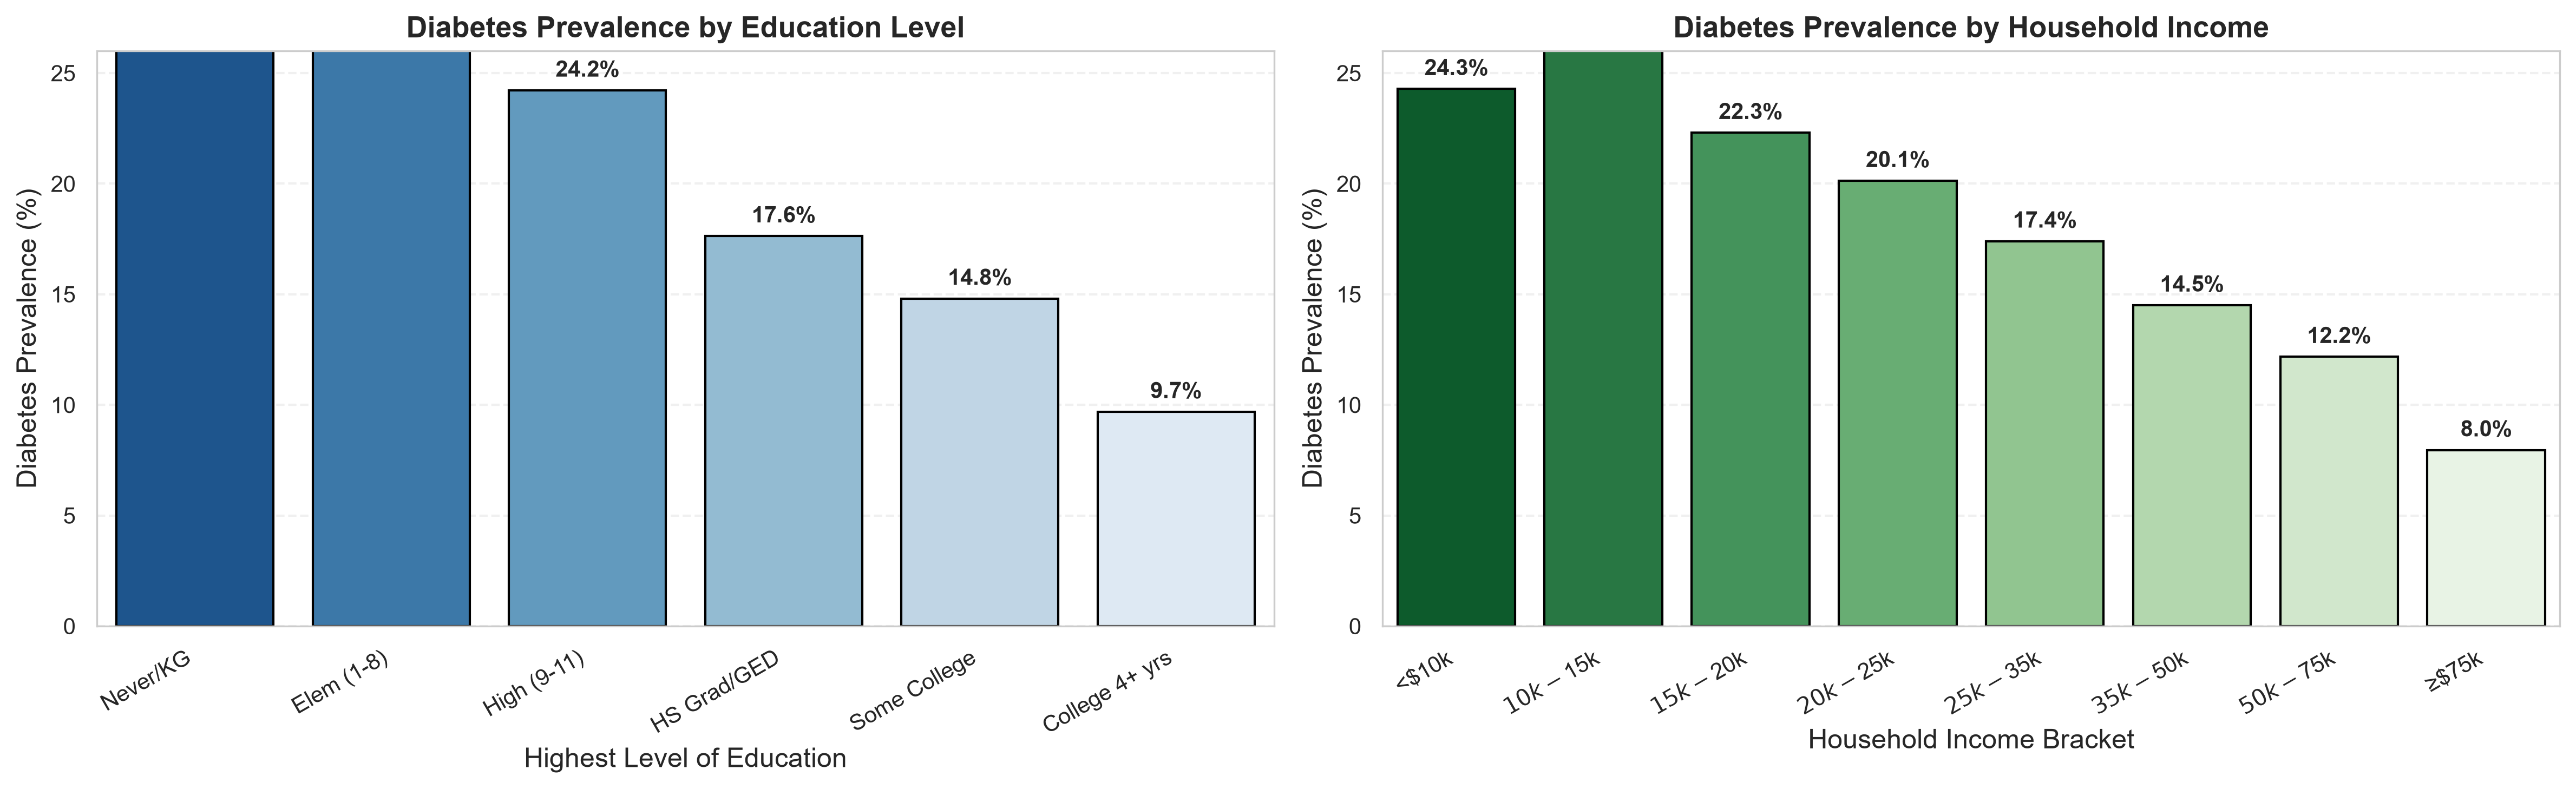 Diabetes Prevalence by Education Level
Diabetes Prevalence (%)
25
20
15
10
5
0
24.2%
17.6%
14.8%
9.7%
Never/KG
Elem (1-8)
High (9-11)
HS Grad/GED
Some College
College 4+ yrs
Highest Level of Education
Diabetes Prevalence by Household Income
Diabetes Prevalence (%)
25
20
15
10
5
0
24.3%
22.3%
20.1%
17.4%
14.5%
12.2%
8.0%
<$10k
10k – 15k
15k – 20k
20k – 25k
25k – 35k
35k – 50k
50k – 75k
≥$75k
Household Income Bracket